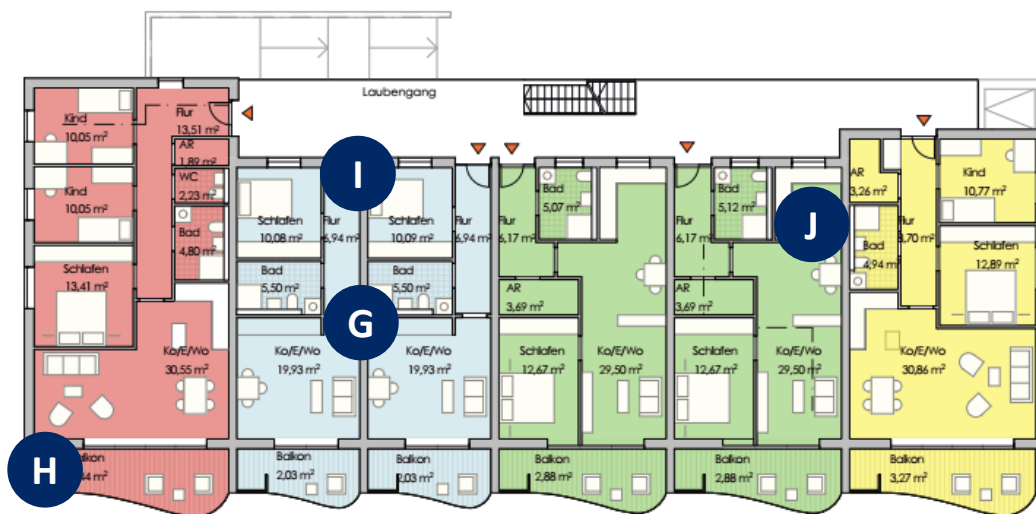 Laubengang
Kind
10,05 m²
Flur
13,51 m²
AR
1,89 m²
WC
2,23 m²
Kind
10,05 m²
Bad
4,80 m²
Schlafen
13,41 m²
Ko/E/Wo
30,55 m²
H
I
Schlafen
10,08 m²
Flur
6,94 m²
Bad
5,50 m²
G
Ko/E/Wo
19,93 m²
Balkon
2,03 m²
Schlafen
10,09 m²
Flur
6,94 m²
Bad
5,50 m²
Ko/E/Wo
19,93 m²
Balkon
2,03 m²
Bad
5,07 m²
Flur
6,17 m²
AR
3,69 m²
Schlafen
12,67 m²
Ko/E/Wo
29,50 m²
Balkon
2,88 m²
Bad
5,12 m²
J
Flur
6,17 m²
AR
3,69 m²
Schlafen
12,67 m²
Ko/E/Wo
29,50 m²
Balkon
2,88 m²
AR
3,26 m²
Kind
10,77 m²
Flur
Bad
4,94 m²
Schlafen
12,89 m²
Ko/E/Wo
30,86 m²
Balkon
3,27 m²